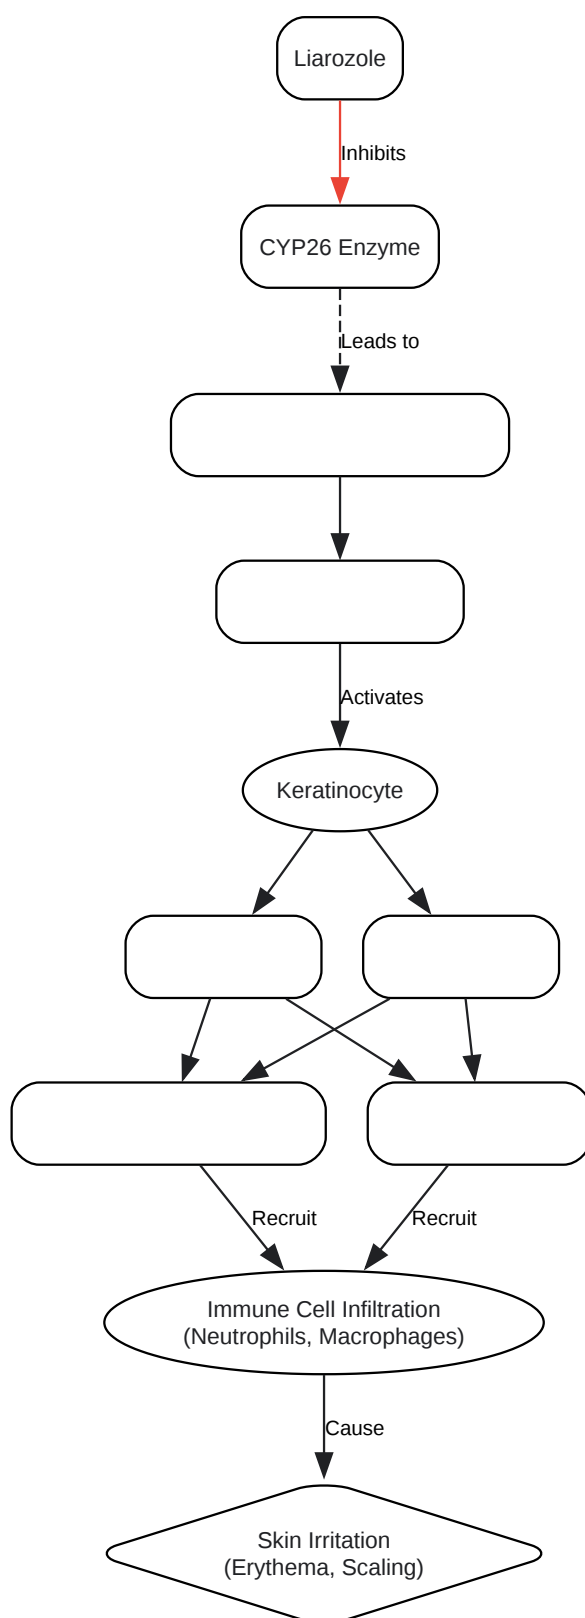 Liarozole
Inhibits
CYP26 Enzyme
Leads to
Activates
Keratinocyte
Recruit
Recruit
Immune Cell Infiltration
(Neutrophils, Macrophages)
Cause
Skin Irritation
(Erythema, Scaling)